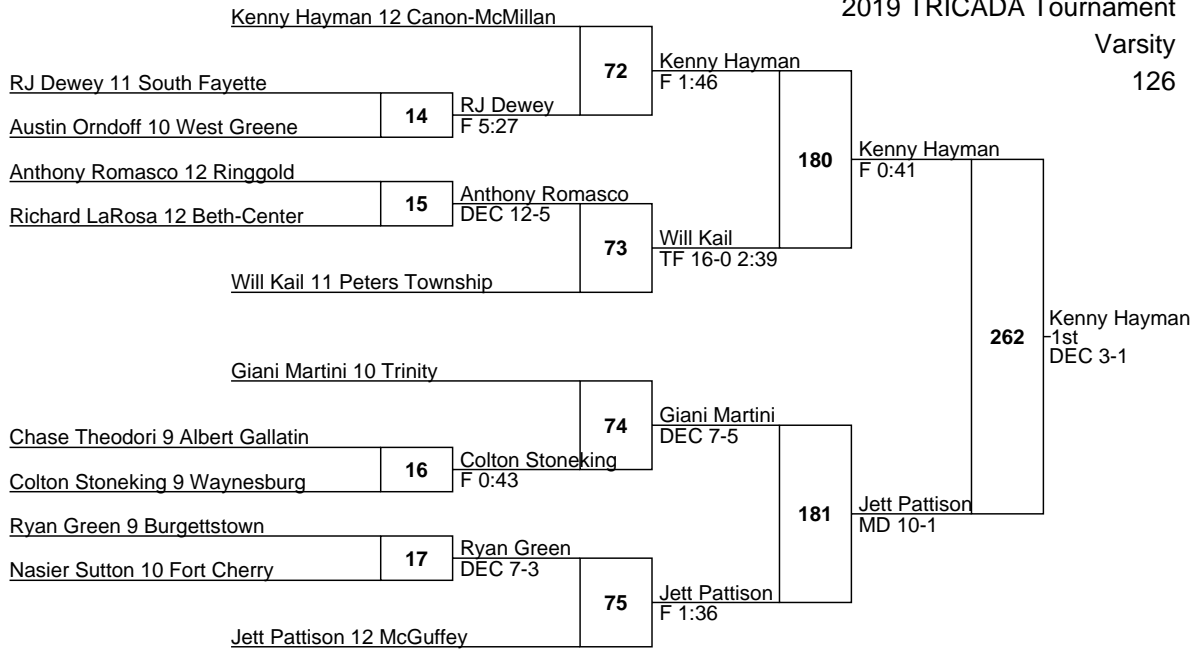 2019 TRICADA Tournament
Varsity
126
Kenny Hayman 12 Canon-McMillan
72
Kenny Hayman
F 1:46
RJ Dewey 11 South Fayette
14
RJ Dewey
F 5:27
Austin Orndoff 10 West Greene
180
Kenny Hayman
F 0:41
Anthony Romasco 12 Ringgold
15
Anthony Romasco
DEC 12-5
Richard LaRosa 12 Beth-Center
73
Will Kail
TF 16-0 2:39
Will Kail 11 Peters Township
262
Kenny Hayman
1st
DEC 3-1
Giani Martini 10 Trinity
74
Giani Martini
DEC 7-5
Chase Theodori 9 Albert Gallatin
16
Colton Stoneking
F 0:43
Colton Stoneking 9 Waynesburg
181
Jett Pattison
MD 10-1
Ryan Green 9 Burgettstown
17
Ryan Green
DEC 7-3
Nasier Sutton 10 Fort Cherry
75
Jett Pattison
F 1:36
Jett Pattison 12 McGuffey